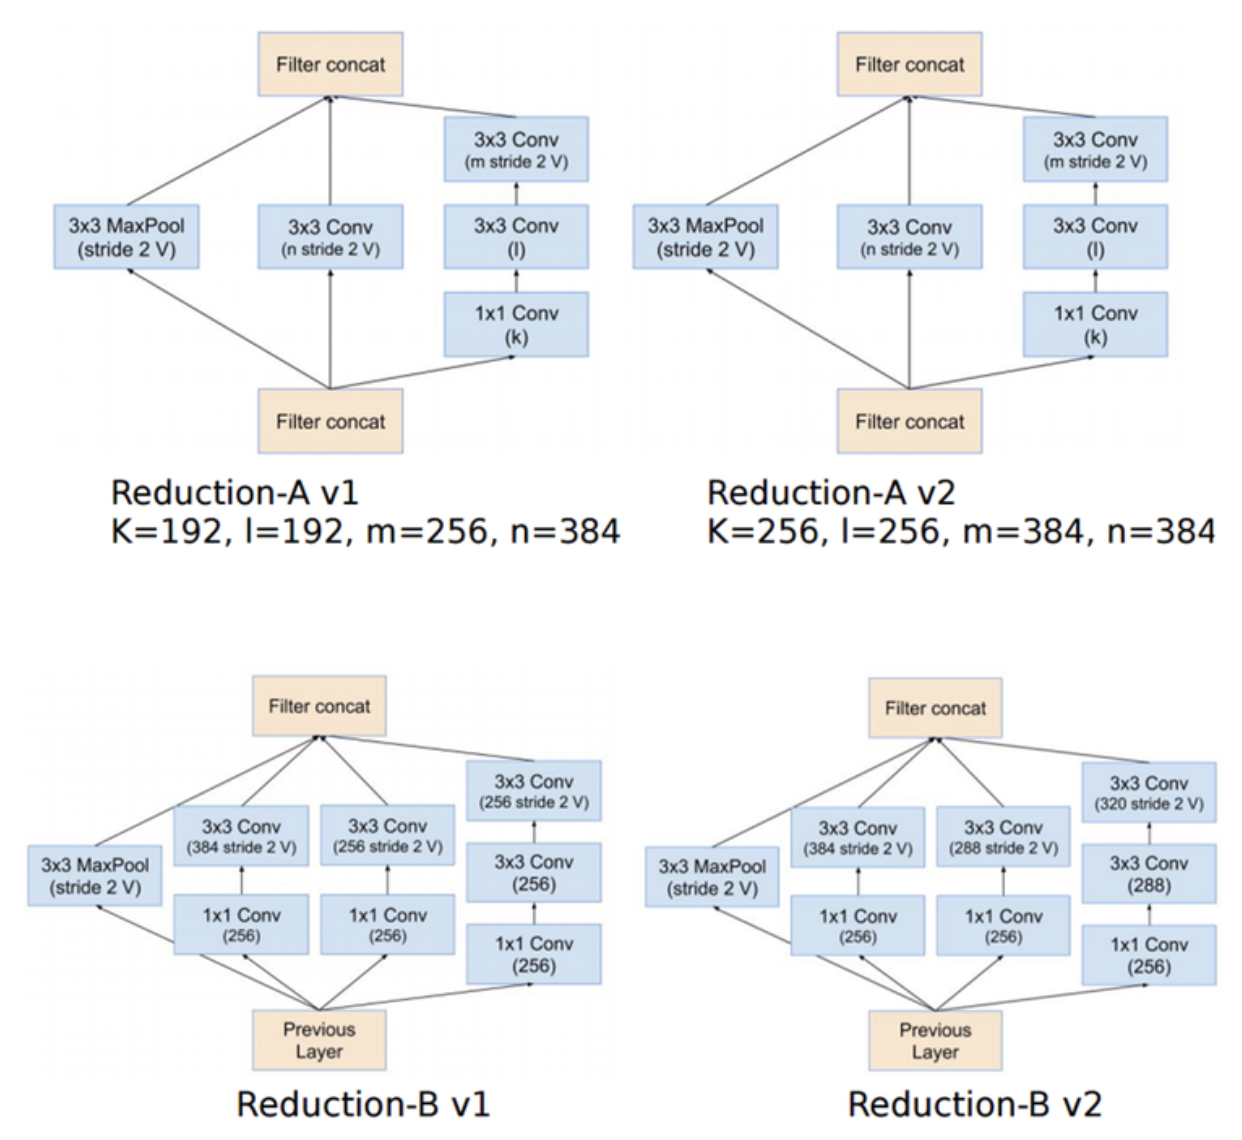 Filter concat
3x3 Conv
(m stride 2 V)
3x3 MaxPool
(stride 2 V)
3x3 Conv
(n stride 2 V)
3x3 Conv
(l)
1x1 Conv
(k)
Filter concat
Reduction-A v1
K=192, l=192, m=256, n=384
Filter concat
3x3 Conv
(m stride 2 V)
3x3 MaxPool
(stride 2 V)
3x3 Conv
(n stride 2 V)
3x3 Conv
(l)
1x1 Conv
(k)
Filter concat
Reduction-A v2
K=256, l=256, m=384, n=384
Filter concat
3x3 Conv
(256 stride 2 V)
3x3 MaxPool
(stride 2 V)
3x3 Conv
(384 stride 2 V)
3x3 Conv
(256 stride 2 V)
3x3 Conv
(256)
1x1 Conv
(256)
1x1 Conv
(256)
1x1 Conv
(256)
Previous
Layer
Reduction-B v1
Filter concat
3x3 Conv
(320 stride 2 V)
3x3 MaxPool
(stride 2 V)
3x3 Conv
(384 stride 2 V)
3x3 Conv
(288 stride 2 V)
3x3 Conv
(288)
1x1 Conv
(256)
1x1 Conv
(256)
1x1 Conv
(256)
Previous
Layer
Reduction-B v2